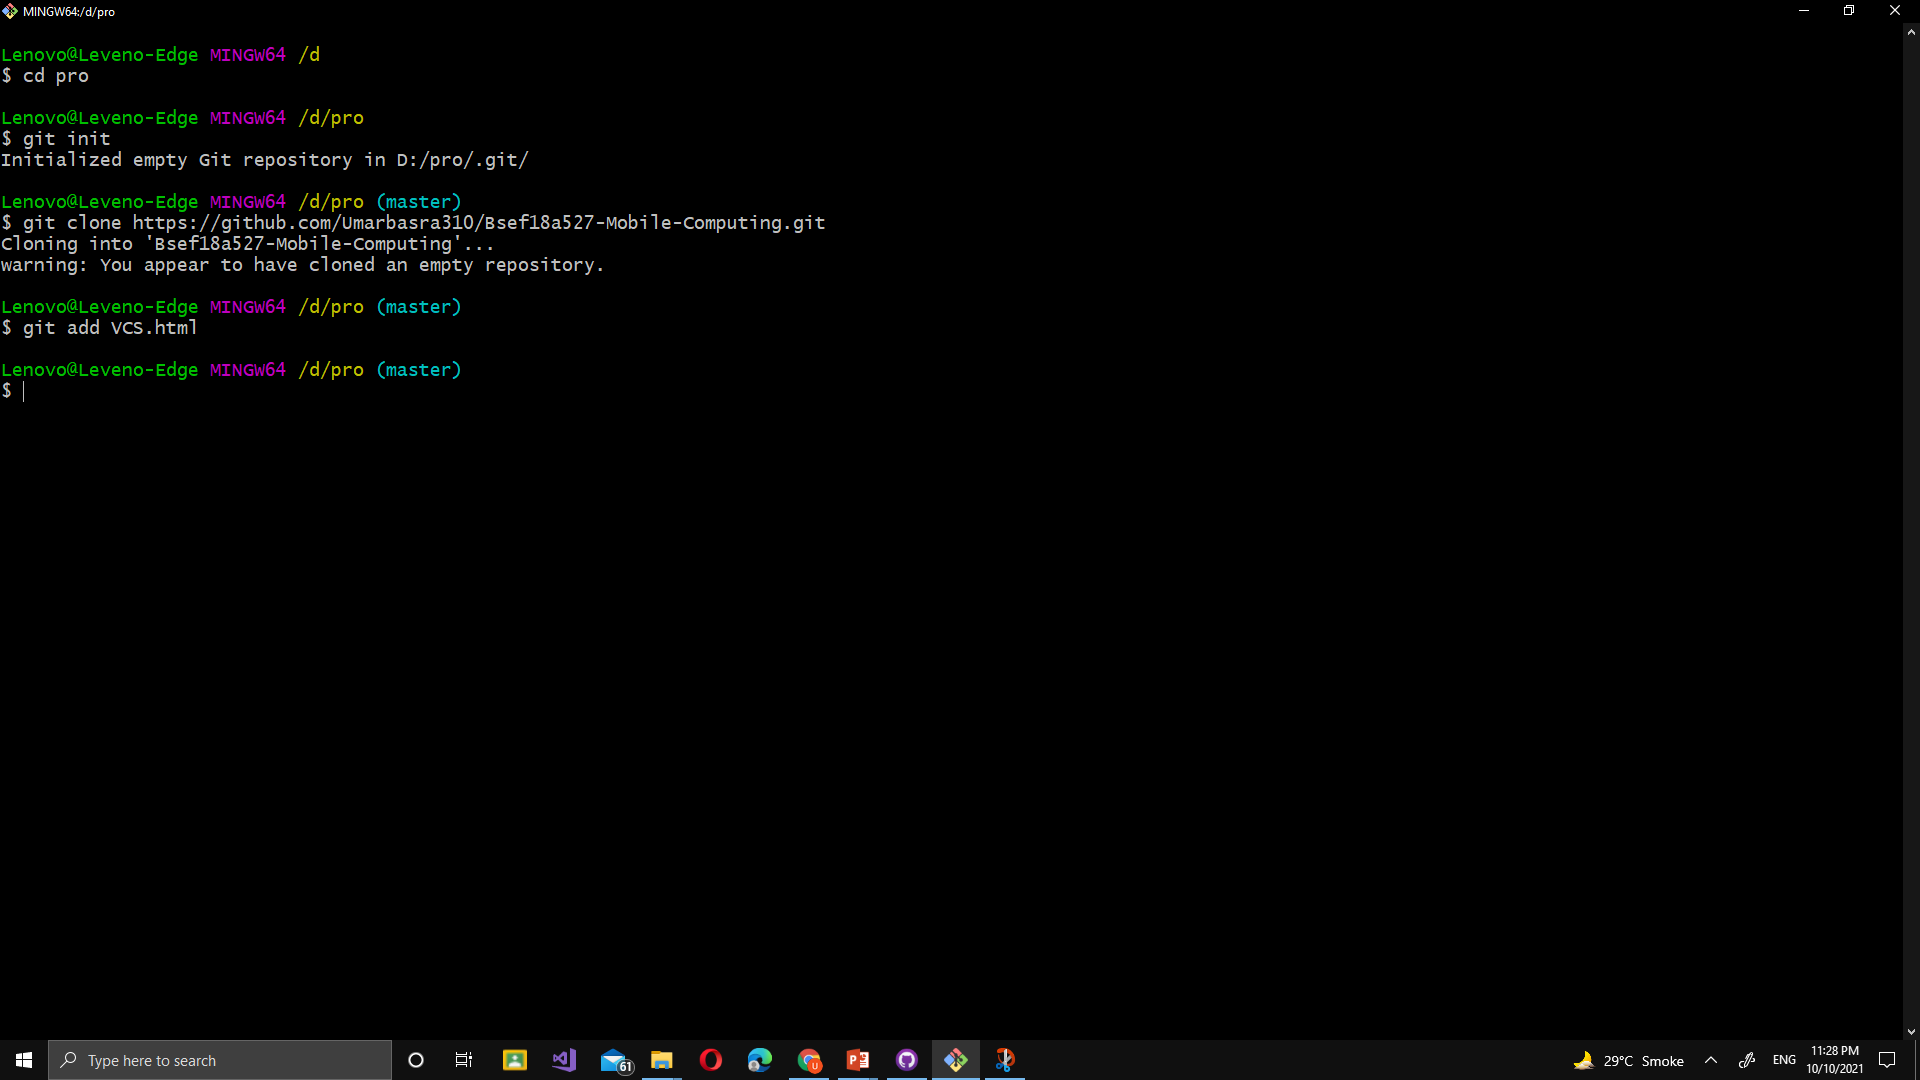 MINGW64:/d/pro
Lenovo@Leveno-Edge MINGW64 /d
$ cd pro
Lenovo@Leveno-Edge MINGW64 /d/pro
$ git init
Initialized empty Git repository in D:/pro/.git/
Lenovo@Leveno-Edge MINGW64 /d/pro (master)
$ git clone https://github.com/Umarbasra310/Bsef18a527-Mobile-Computing.git
Cloning into 'Bsef18a527-Mobile-Computing'...
warning: You appear to have cloned an empty repository.
Lenovo@Leveno-Edge MINGW64 /d/pro (master)
$ git add VCS.html
Lenovo@Leveno-Edge MINGW64 /d/pro (master)
$
Type here to search
61
29°C Smoke
ENG
11:28 PM
10/10/2021